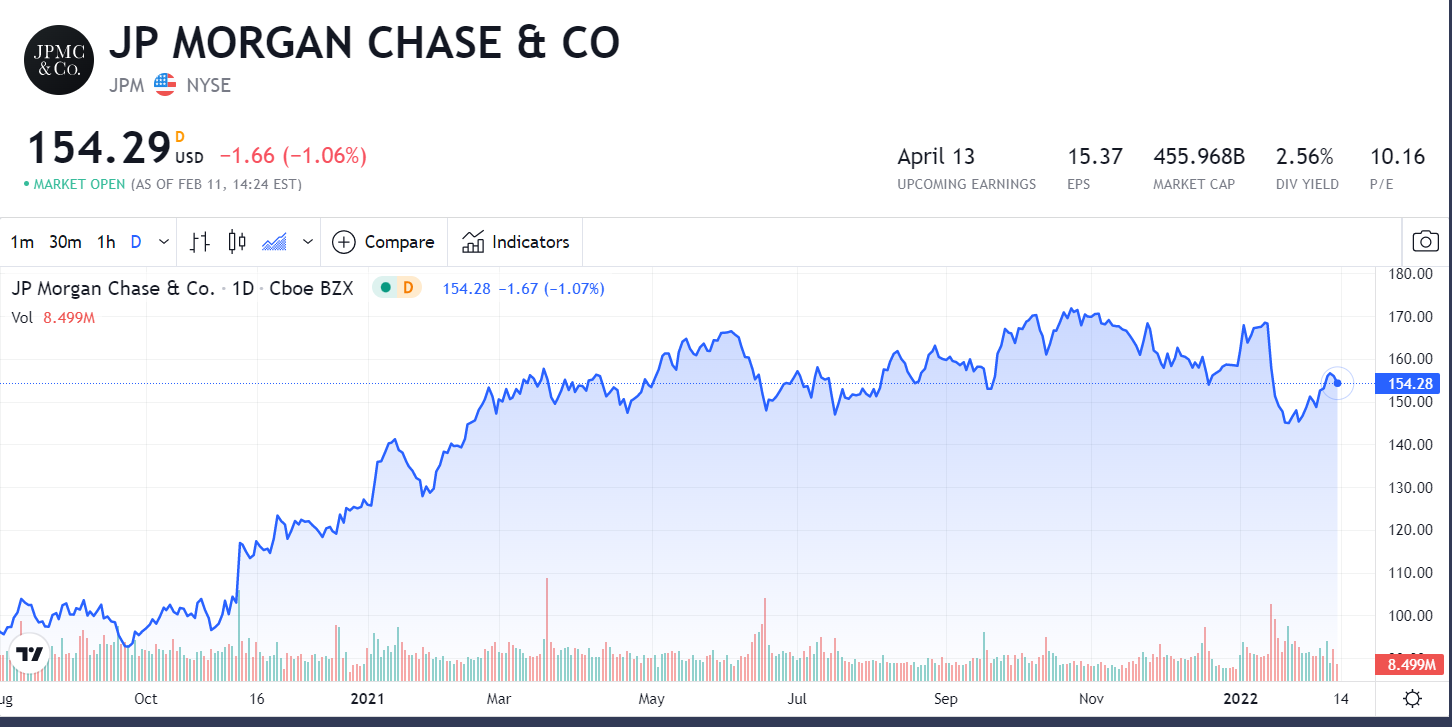 JPMC
& Co.
JP MORGAN CHASE & CO
JPM NYSE
154.29 D USD −1.66 (−1.06%)
MARKET OPEN (AS OF FEB 11, 14:24 EST)
April 13
UPCOMING EARNINGS
15.37
EPS
455.968B
MARKET CAP
2.56%
DIV YIELD
10.16
P/E
1m 30m 1h D Compare Indicators
JP Morgan Chase & Co. · 1D · Cboe BZX D 154.28 −1.67 (−1.07%)
Vol 8.499M
180.00
170.00
160.00
154.28
150.00
140.00
130.00
120.00
110.00
100.00
8.499M
ug Oct 16 2021 Mar May Jul Sep Nov 2022 14